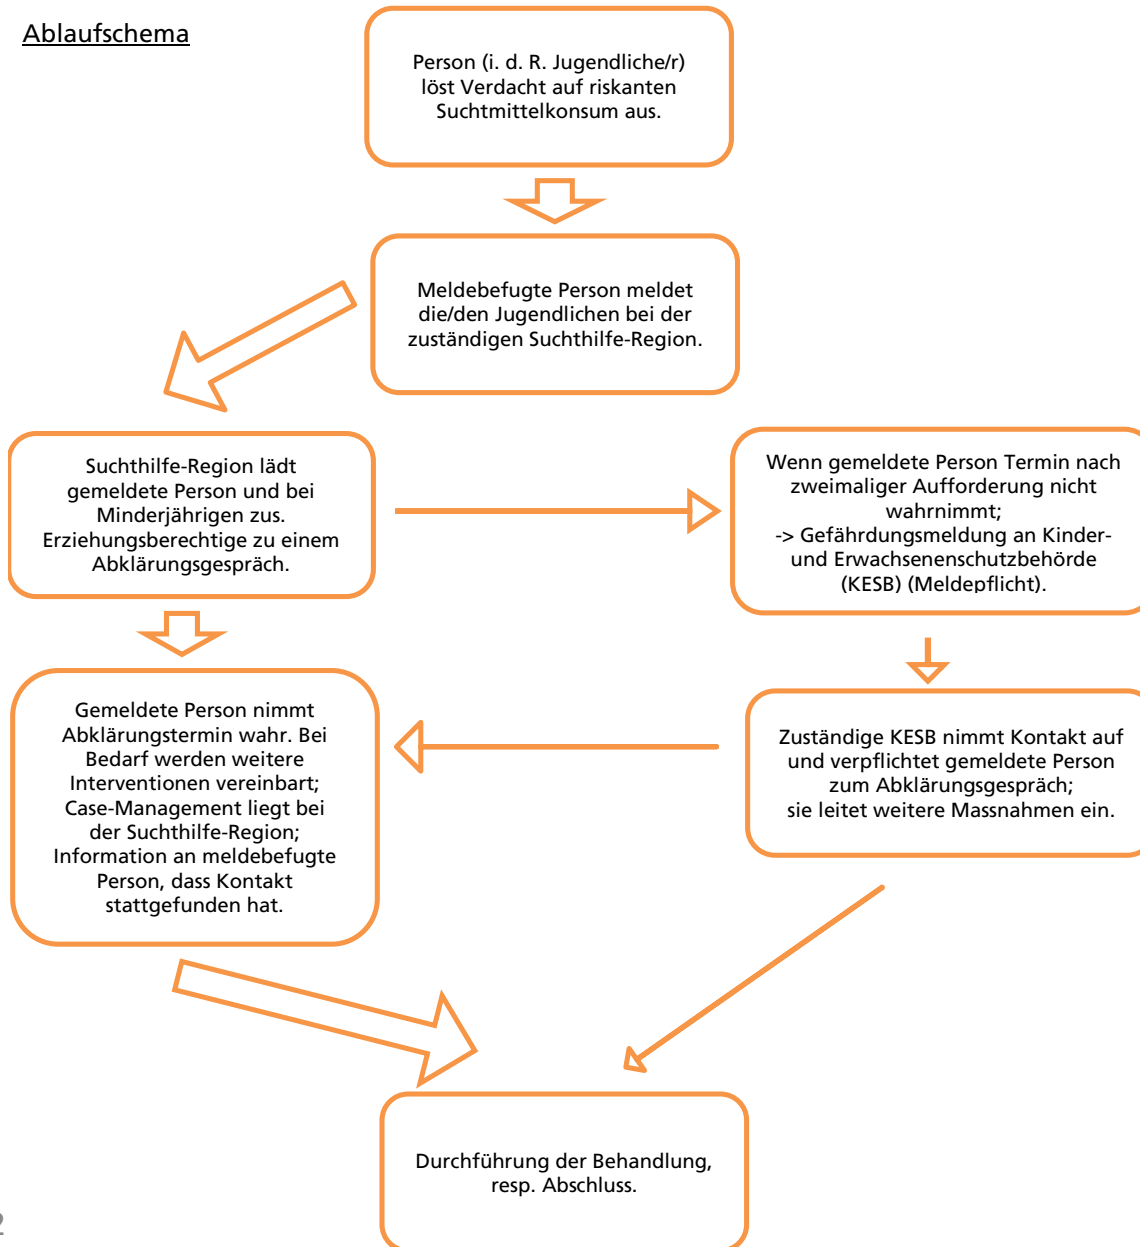 Ablaufschema
Person (i. d. R. Jugendliche/r)
löst Verdacht auf riskanten
Suchtmittelkonsum aus.
Meldebefugte Person meldet
die/den Jugendlichen bei der
zuständigen Suchthilfe-Region.
Suchthilfe-Region lädt
gemeldete Person und bei
Minderjährigen zus.
Erziehungsberechtige zu einem
Abklärungsgespräch.
Wenn gemeldete Person Termin nach
zweimaliger Aufforderung nicht
wahrnimmt;
-> Gefährdungsmeldung an Kinder-
und Erwachsenenschutzbehörde
(KESB) (Meldepflicht).
Gemeldete Person nimmt
Abklärungstermin wahr. Bei
Bedarf werden weitere
Interventionen vereinbart;
Case-Management liegt bei
der Suchthilfe-Region;
Information an meldebefugte
Person, dass Kontakt
stattgefunden hat.
Zuständige KESB nimmt Kontakt auf
und verpflichtet gemeldete Person
zum Abklärungsgespräch;
sie leitet weitere Massnahmen ein.
Durchführung der Behandlung,
resp. Abschluss.
2